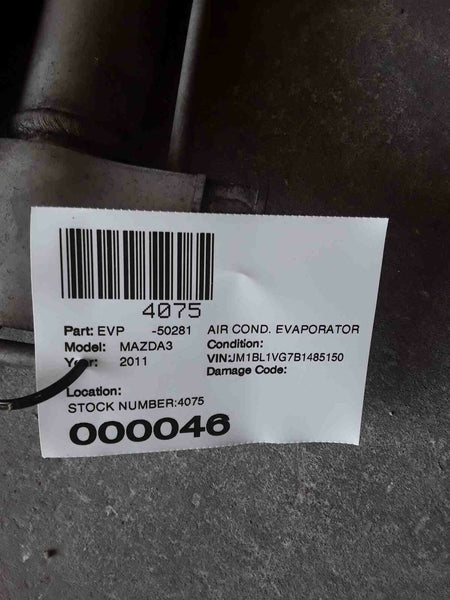 4075
Part: EVP -50281 AIR COND. EVAPORATOR
Model: MAZDA3 Condition:
Year: 2011 VIN:JM1BL1VG7B1485150
Damage Code:
Location:
STOCK NUMBER:4075
000046